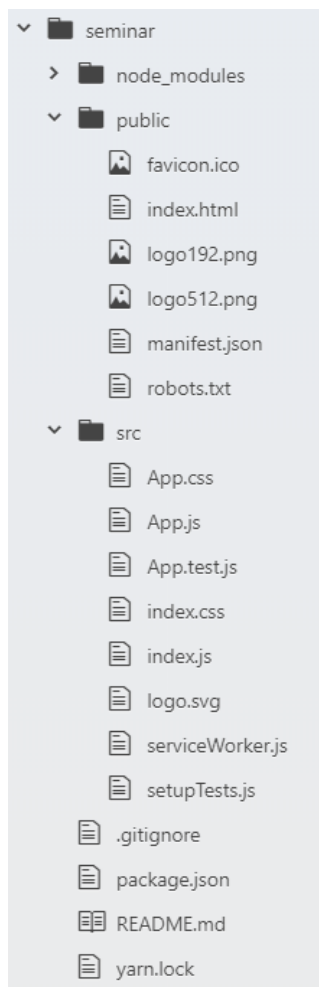 seminar
node_modules
public
favicon.ico
index.html
logo192.png
logo512.png
manifest.json
robots.txt
src
App.css
App.js
App.test.js
index.css
index.js
logo.svg
serviceWorker.js
setupTests.js
.gitignore
package.json
README.md
yarn.lock